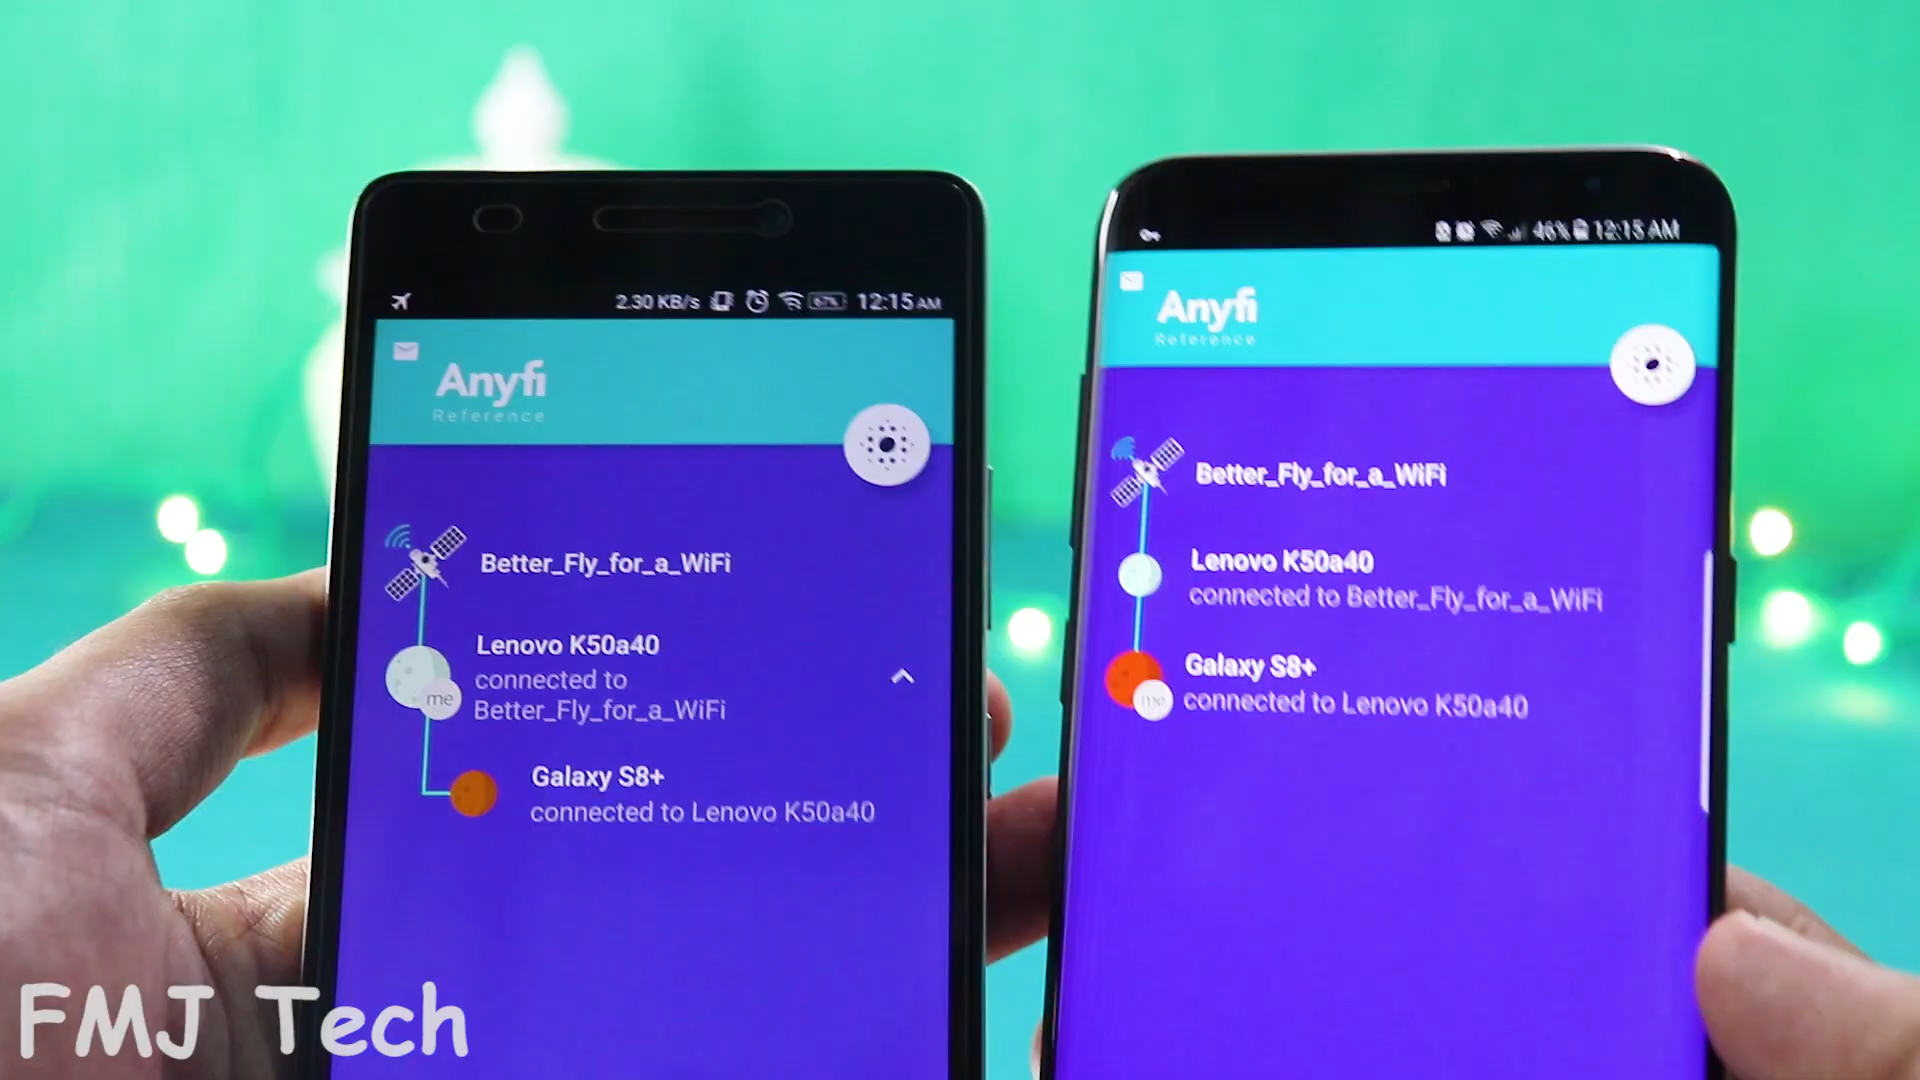 2.30 KB/s 67% 12:15 AM
Anyfi
Reference
Better_Fly_for_a_WiFi
Lenovo K50a40
connected to
Better_Fly_for_a_WiFi
me
Galaxy S8+
connected to Lenovo K50a40
46% 12:15 AM
Anyfi
Reference
Better_Fly_for_a_WiFi
Lenovo K50a40
connected to Better_Fly_for_a_WiFi
Galaxy S8+
me
connected to Lenovo K50a40
FMJ Tech